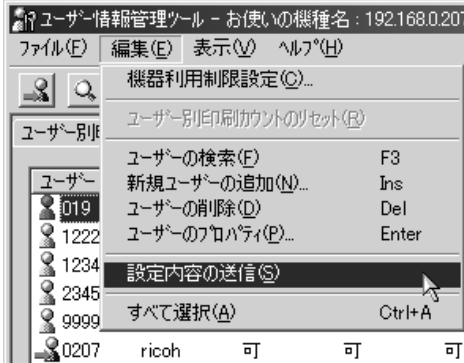 ユーザー情報管理ツール - お使いの機種名:192.168.0.207
ファイル(F) 編集(E) 表示(V) ヘルプ(H)
機器利用制限設定(C)...
ユーザー別印刷カウントのリセット(R)
ユーザー別
ユーザーの検索(F) F3
新規ユーザーの追加(N)... Ins
ユーザーの削除(D) Del
ユーザーのプロパティ(P)... Enter
設定内容の送信(S)
すべて選択(A) Ctrl+A
ユーザー
019
1222
1234
2345
9999
0207 ricoh 可 可 可